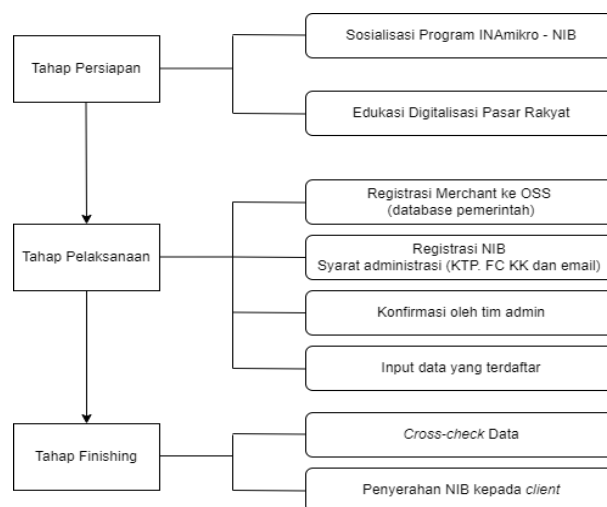 Tahap Persiapan
Sosialisasi Program INAmikro - NIB
Edukasi Digitalisasi Pasar Rakyat
Tahap Pelaksanaan
Registrasi Merchant ke OSS
(database pemerintah)
Registrasi NIB
Syarat administrasi (KTP. FC KK dan email)
Konfirmasi oleh tim admin
Input data yang terdaftar
Tahap Finishing
Cross-check Data
Penyerahan NIB kepada client